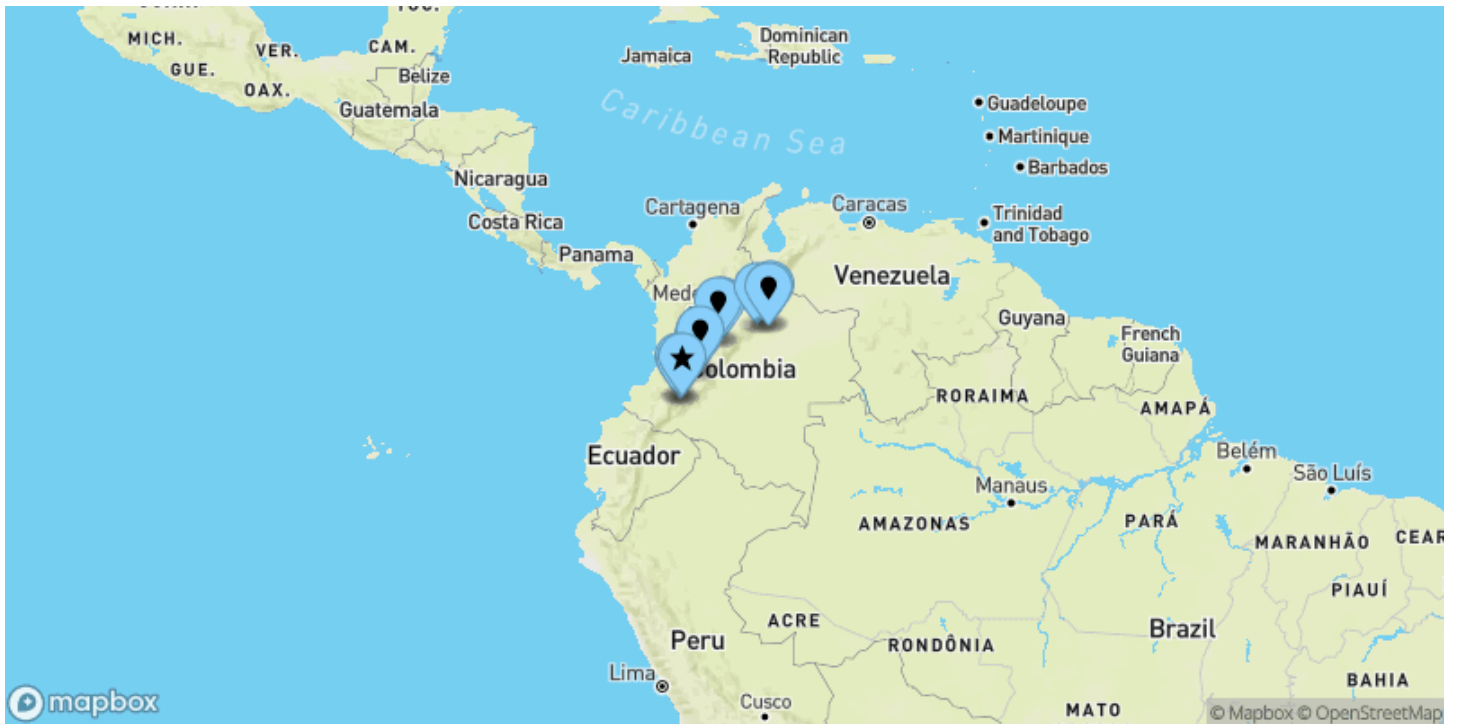 MICH.
VER.
CAM.
GUE.
OAX.
Belize
Guatemala
Jamaica
Dominican
Republic
Caribbean Sea
Guadeloupe
Martinique
Barbados
Nicaragua
Costa Rica
Panama
Cartagena
Caracas
Trinidad
and Tobago
Venezuela
Mede
Guyana
French
Guiana
Colombia
RORAIMA
AMAPÁ
Ecuador
Belém
São Luís
Manaus
AMAZONAS
PARÁ
MARANHÃO
CEAR
PIAUÍ
ACRE
Peru
RONDÔNIA
Brazil
Lima
Cusco
BAHIA
MATO
mapbox
© Mapbox © OpenStreetMap